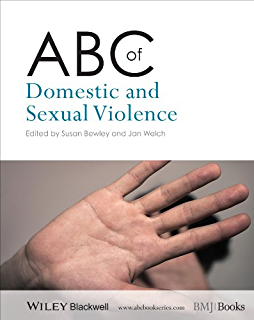 ABC of
Domestic and
Sexual Violence
Edited by Susan Bewley and Jan Welch
WILEY Blackwell
www.abcbookseries.com
BMJ|Books